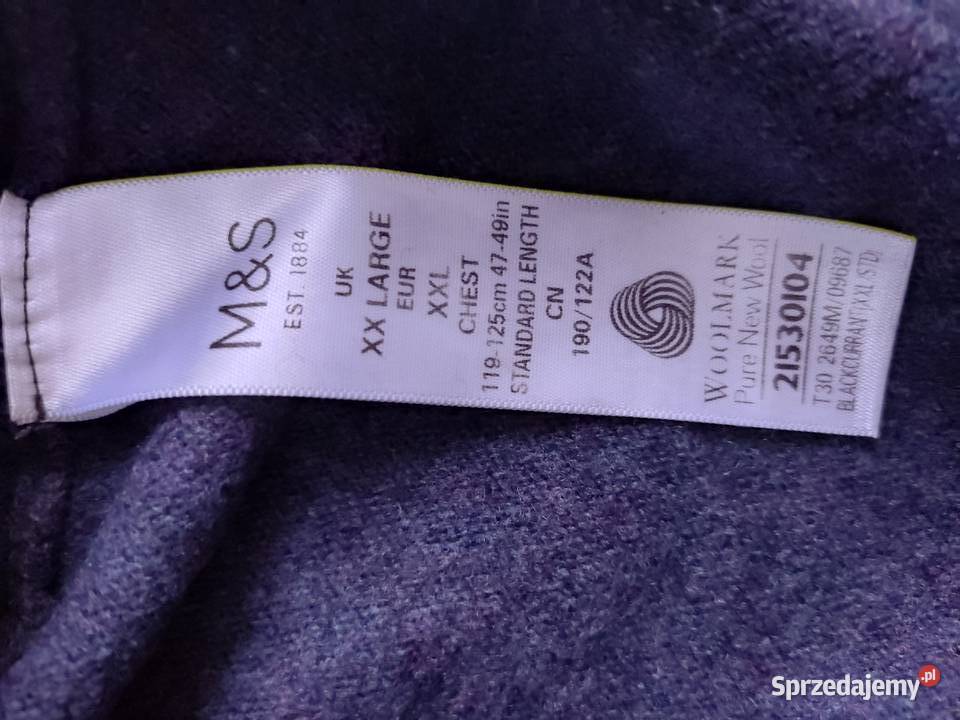 M&S
EST. 1884
UK
XX LARGE
EUR
XXL
CHEST
119-125cm 47-49in
STANDARD LENGTH
CN
190/122A
WOOLMARK
Pure New Wool
21530104
T30 2649M/09687
BLACKCURRANT(XXL,STD)
Sprzedajemy.pl